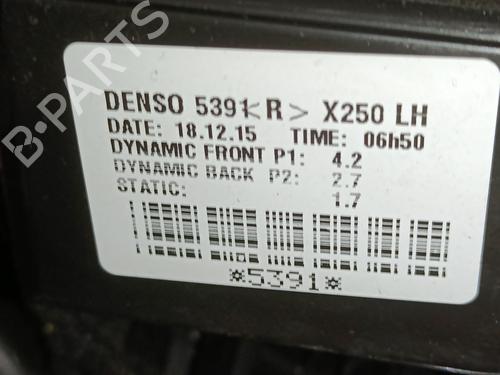 B-PARTS
DENSO 5391<R> X250 LH
DATE: 18.12.15 TIME: 06h50
DYNAMIC FRONT P1: 4.2
DYNAMIC BACK P2: 2.7
STATIC: 1.7
*5391*